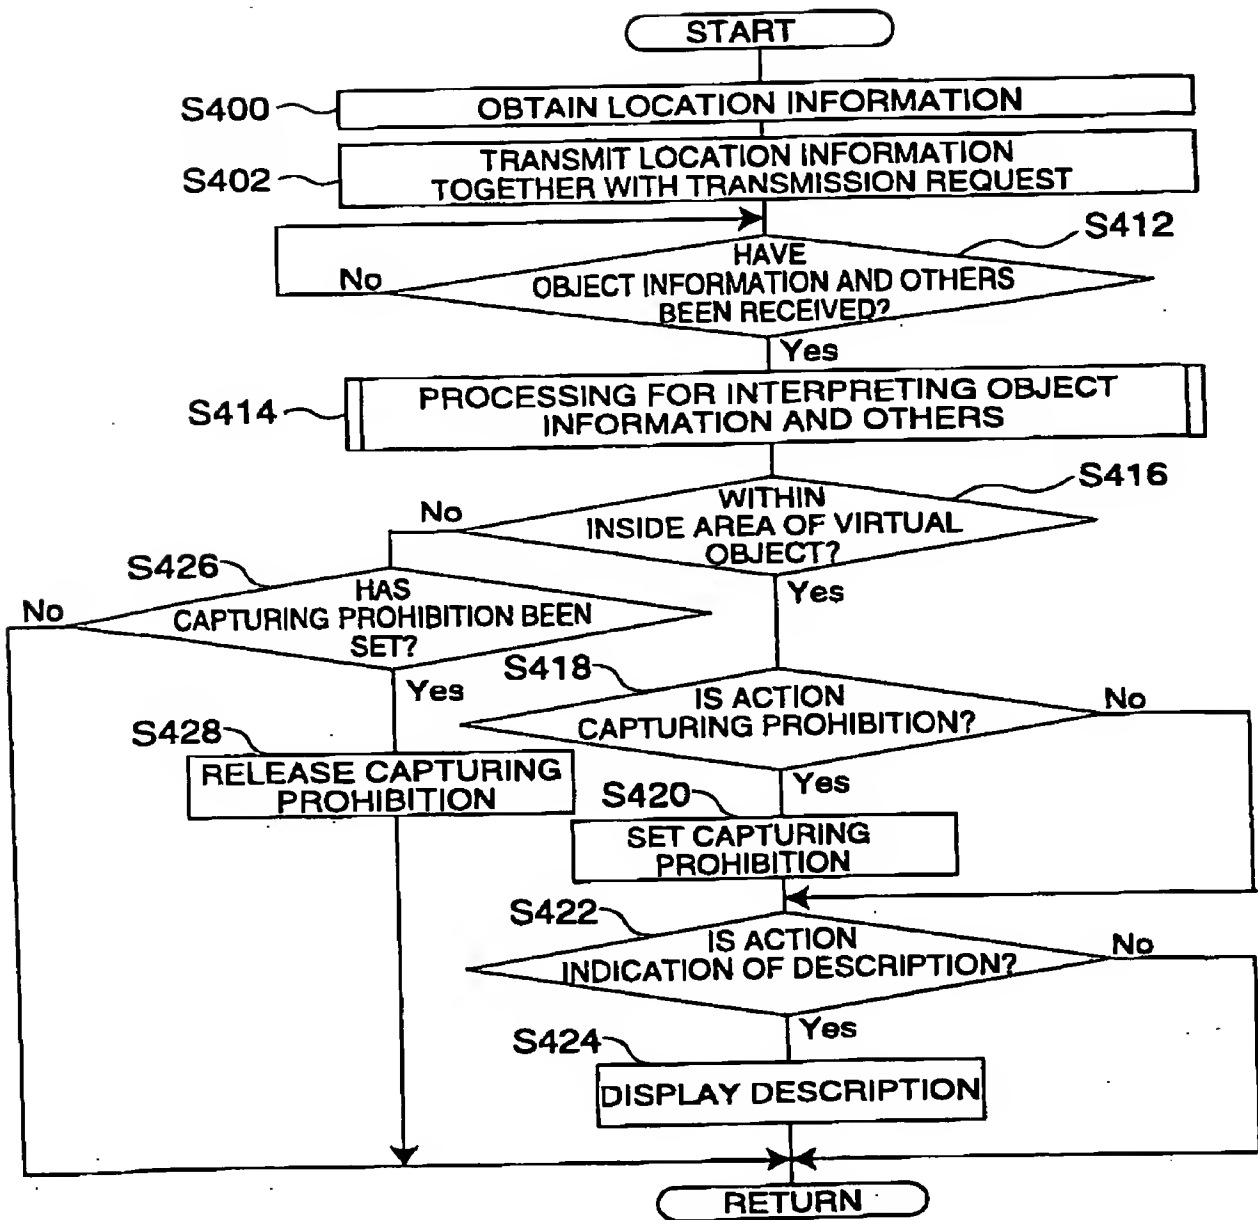 START
S400
OBTAIN LOCATION INFORMATION
S402
TRANSMIT LOCATION INFORMATION
TOGETHER WITH TRANSMISSION REQUEST
S412
HAVE
OBJECT INFORMATION AND OTHERS
BEEN RECEIVED?
No
Yes
S414
PROCESSING FOR INTERPRETING OBJECT
INFORMATION AND OTHERS
S416
WITHIN
INSIDE AREA OF VIRTUAL
OBJECT?
No
Yes
S426
HAS
CAPTURING PROHIBITION BEEN
SET?
No
Yes
S418
IS ACTION
CAPTURING PROHIBITION?
No
Yes
S428
RELEASE CAPTURING
PROHIBITION
S420
SET CAPTURING
PROHIBITION
S422
IS ACTION
INDICATION OF DESCRIPTION?
No
Yes
S424
DISPLAY DESCRIPTION
RETURN